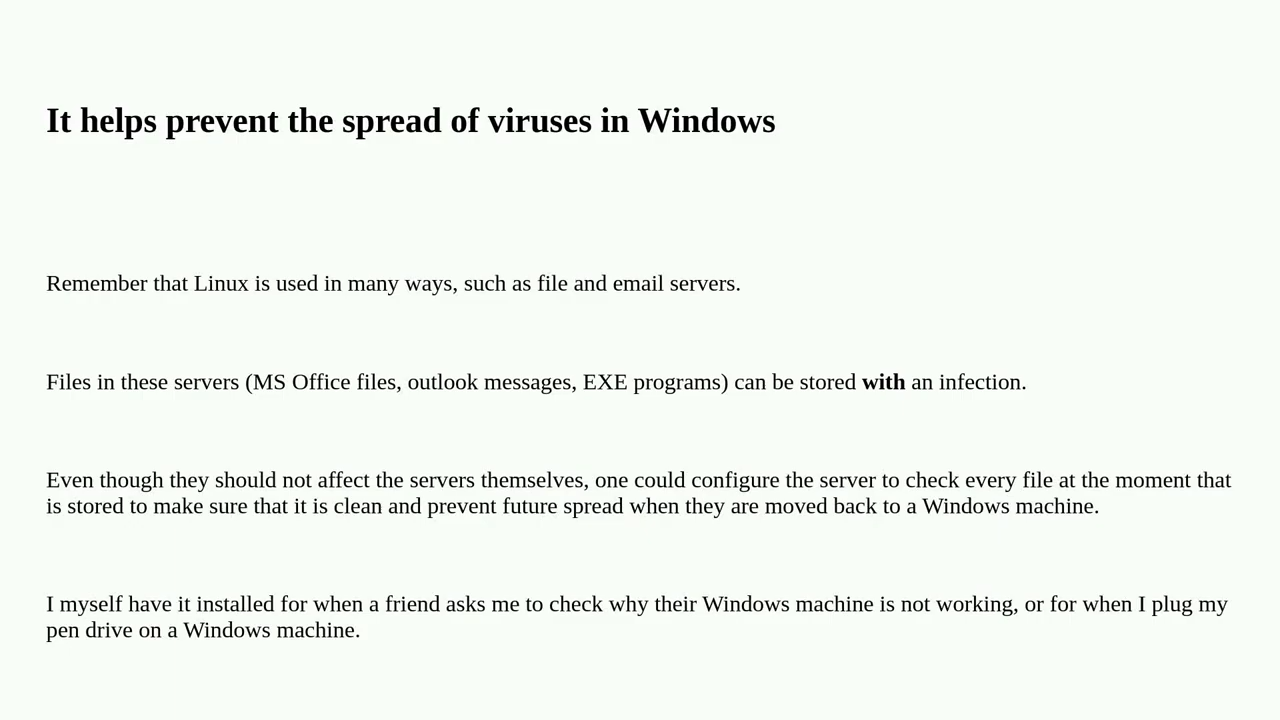 It helps prevent the spread of viruses in Windows
Remember that Linux is used in many ways, such as file and email servers.
Files in these servers (MS Office files, outlook messages, EXE programs) can be stored with an infection.
Even though they should not affect the servers themselves, one could configure the server to check every file at the moment that
is stored to make sure that it is clean and prevent future spread when they are moved back to a Windows machine.
I myself have it installed for when a friend asks me to check why their Windows machine is not working, or for when I plug my
pen drive on a Windows machine.